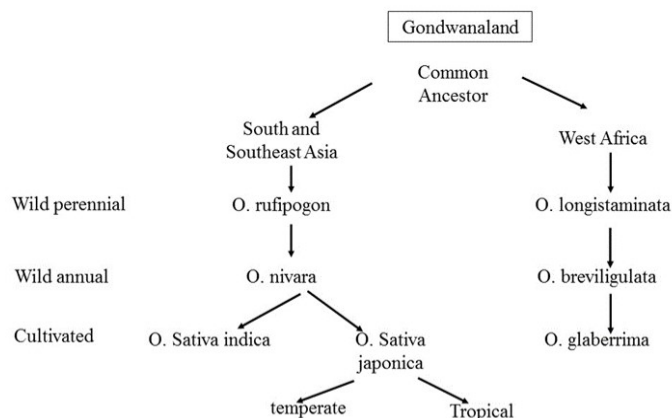 Gondwanaland
Common
Ancestor
South and
Southeast Asia
West Africa
Wild perennial
O. rufipogon
O. longistaminata
Wild annual
O. nivara
O. breviligulata
Cultivated
O. Sativa indica
O. Sativa
japonica
O. glaberrima
temperate
Tropical